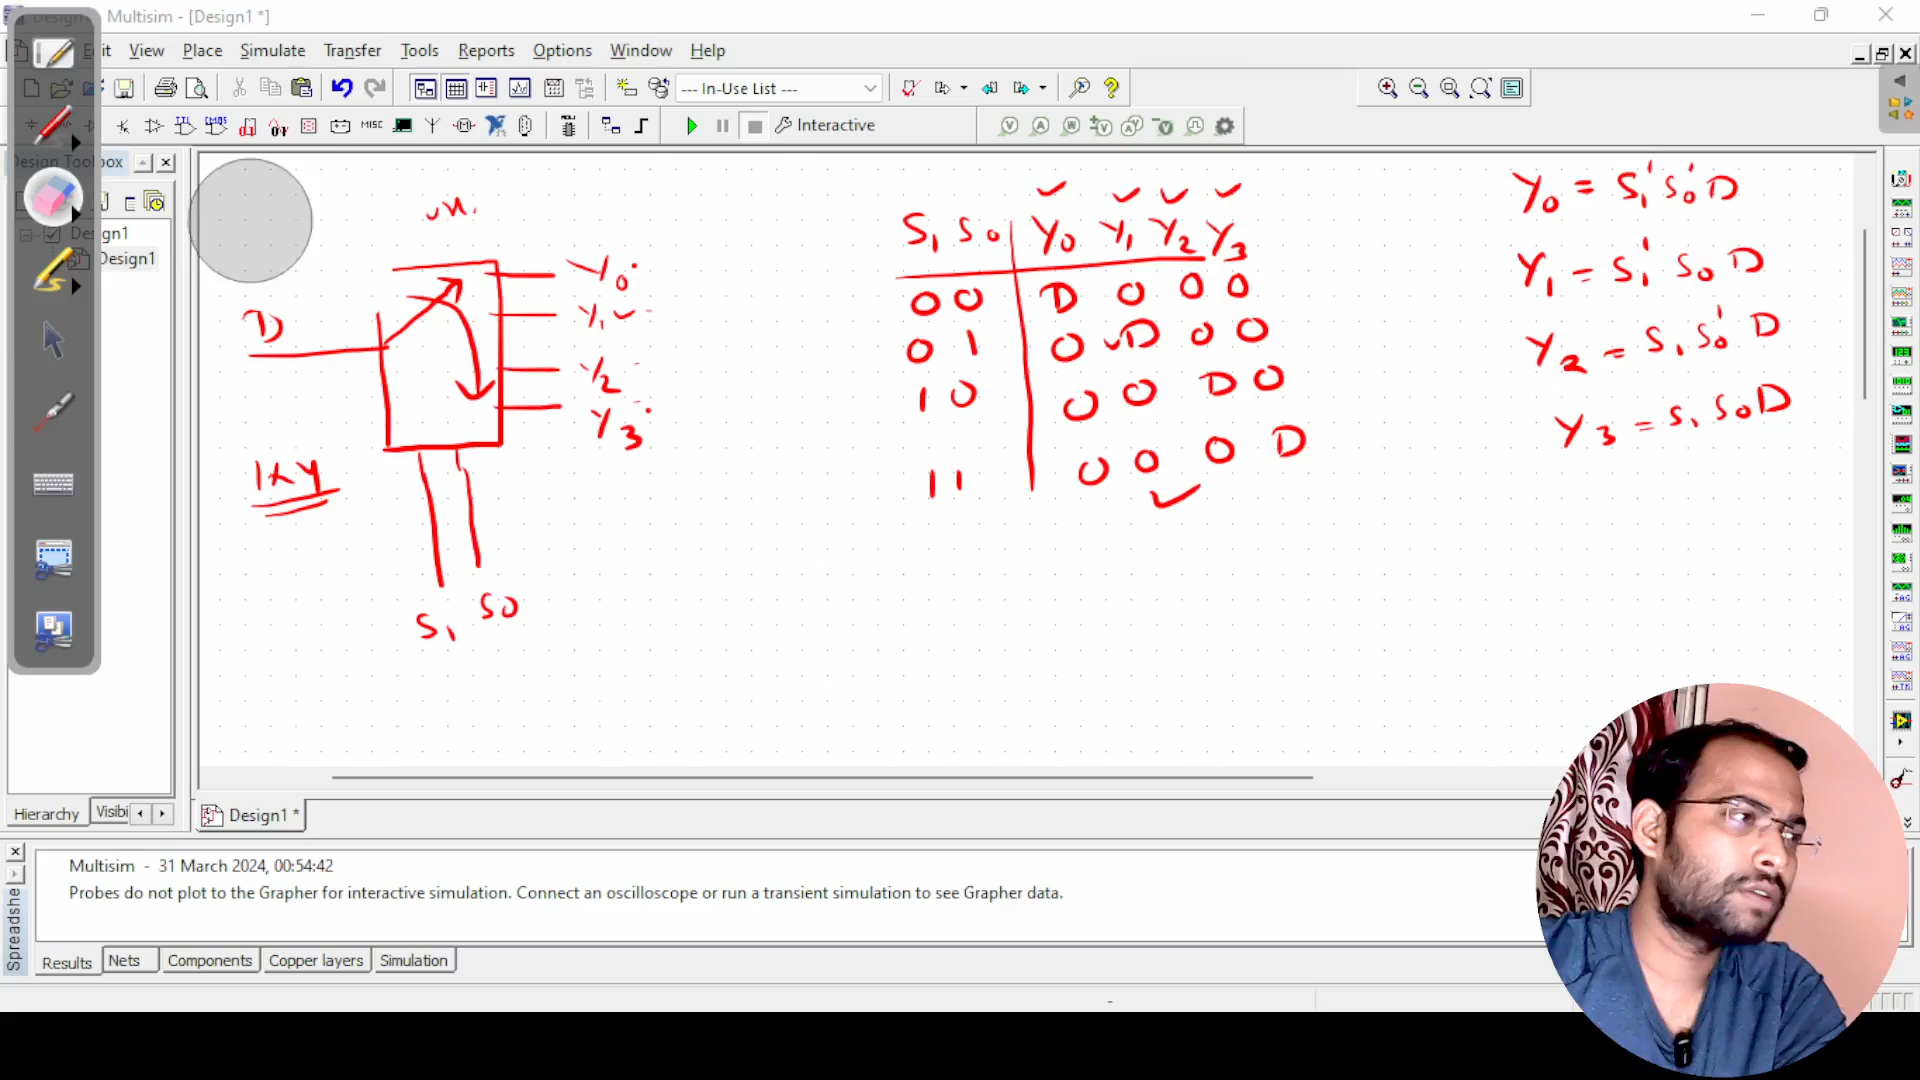 Multisim - [Design1 *]
View Place Simulate Transfer Tools Reports Options Window Help
--- In-Use List ---
MISC
Interactive
Design Toolbox
Design1
Design1
D
Y0
Y1
Y2
Y3
1x4
S1 S0
S1 S0 Y0 Y1 Y2 Y3
0 0 D 0 0 0
0 1 0 D 0 0
1 0 0 0 D 0
1 1 0 0 0 D
Y0 = S1' S0' D
Y1 = S1' S0 D
Y2 = S1 S0' D
Y3 = S1 S0 D
Hierarchy Visibi
Design1 *
Multisim - 31 March 2024, 00:54:42
Probes do not plot to the Grapher for interactive simulation. Connect an oscilloscope or run a transient simulation to see Grapher data.
Spreadshe
Results Nets Components Copper layers Simulation